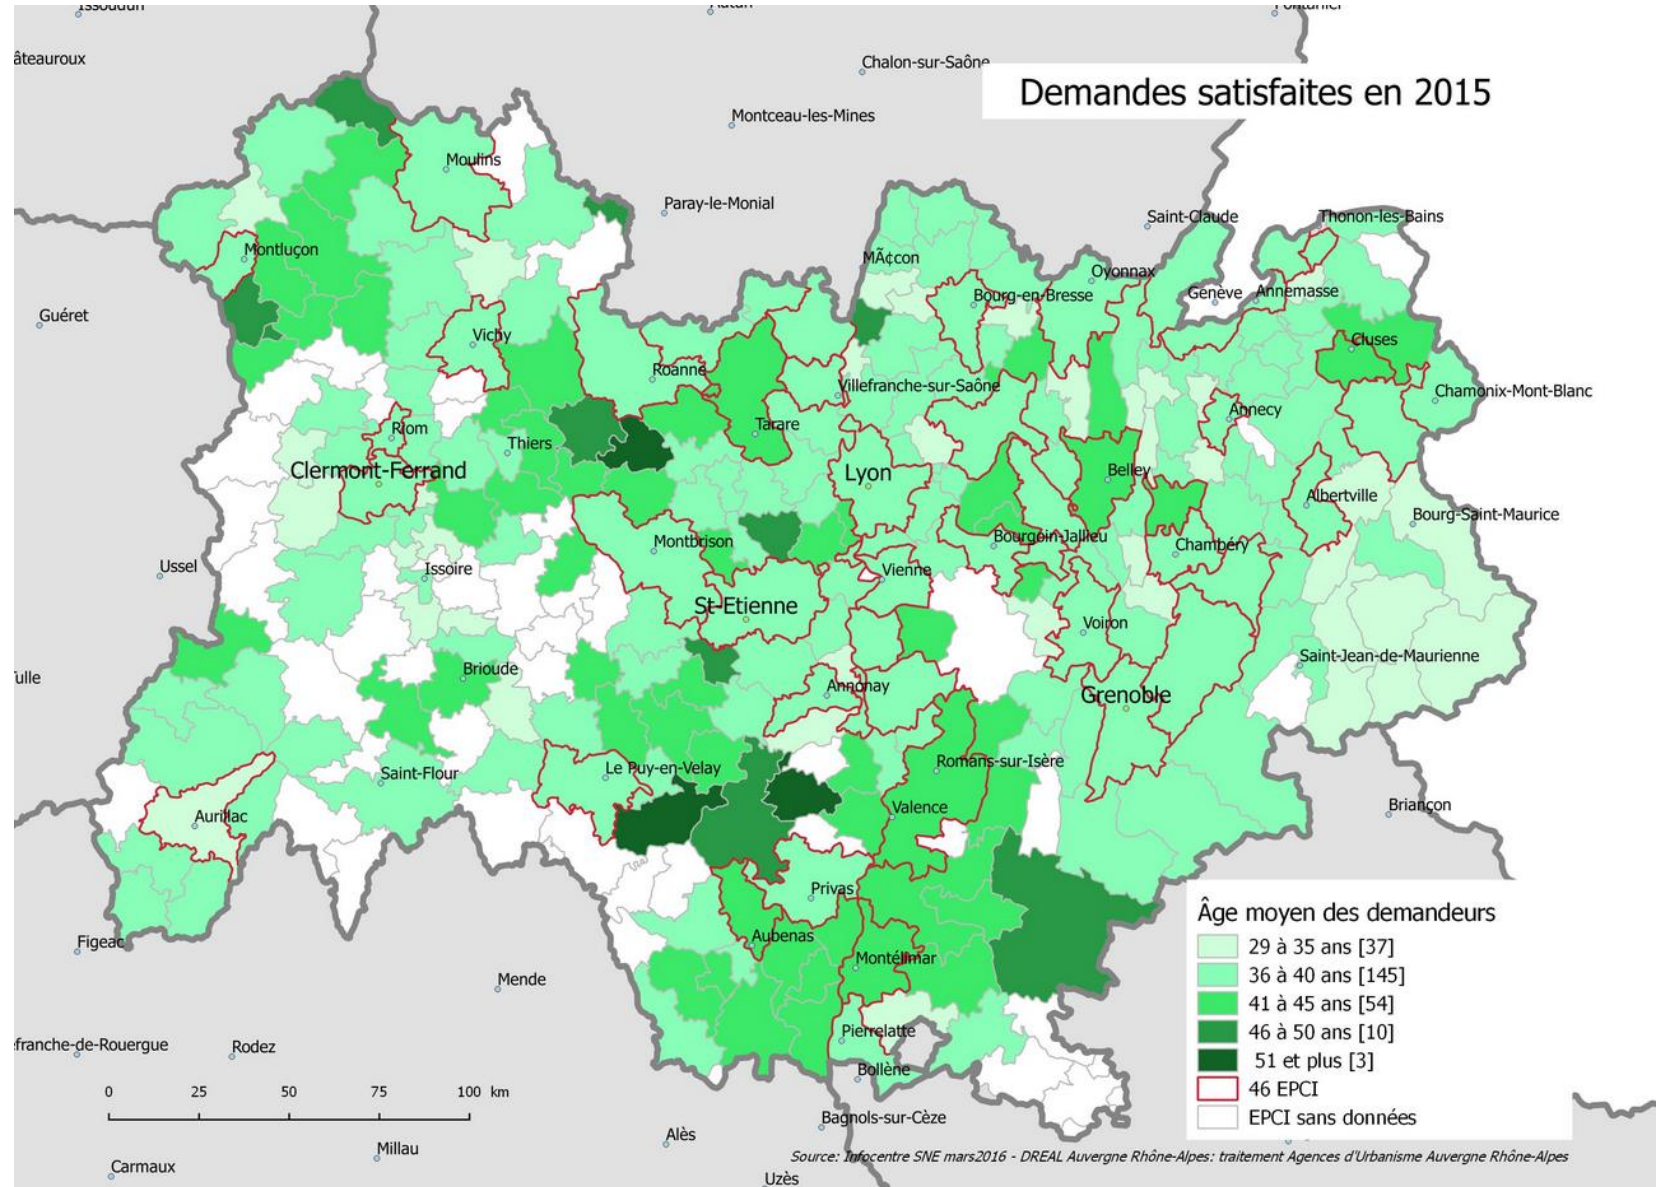 Issoudun
Chalon-sur-Saône
Demandes satisfaites en 2015
Montceau-les-Mines
Moulins
Paray-le-Monial
Saint-Claude
Thonon-les-Bains
Montluçon
MÃ¢con
Oyonnax
Genève
Annemasse
Bourg-en-Bresse
Guéret
Vichy
Cluses
Roanne
Villefranche-sur-Saône
Chamonix-Mont-Blanc
Annecy
Riom
Thiers
Tarare
Clermont-Ferrand
Lyon
Belley
Albertville
Bourg-Saint-Maurice
Montbrison
Bourgoin-Jallieu
Chambéry
Ussel
Issoire
Vienne
St-Etienne
Voiron
Brioude
Saint-Jean-de-Maurienne
Annonay
Grenoble
Saint-Flour
Le Puy-en-Velay
Romans-sur-Isère
Aurillac
Valence
Briançon
Privas
Âge moyen des demandeurs
29 à 35 ans [37]
36 à 40 ans [145]
41 à 45 ans [54]
46 à 50 ans [10]
51 et plus [3]
46 EPCI
EPCI sans données
Figeac
Aubenas
Montélimar
Mende
Pierrelatte
efranche-de-Rouergue
Rodez
Bollène
0 25 50 75 100 km
Bagnols-sur-Cèze
Alès
Millau
Source: Infocentre SNE mars2016 - DREAL Auvergne Rhône-Alpes: traitement Agences d'Urbanisme Auvergne Rhône-Alpes
Carmaux
Uzès